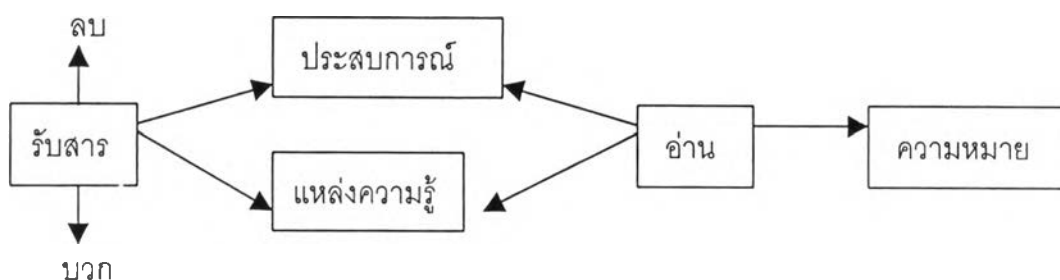 ลบ
ประสบการณ์
รับสาร
อ่าน
ความหมาย
แหล่งความรู้
บวก